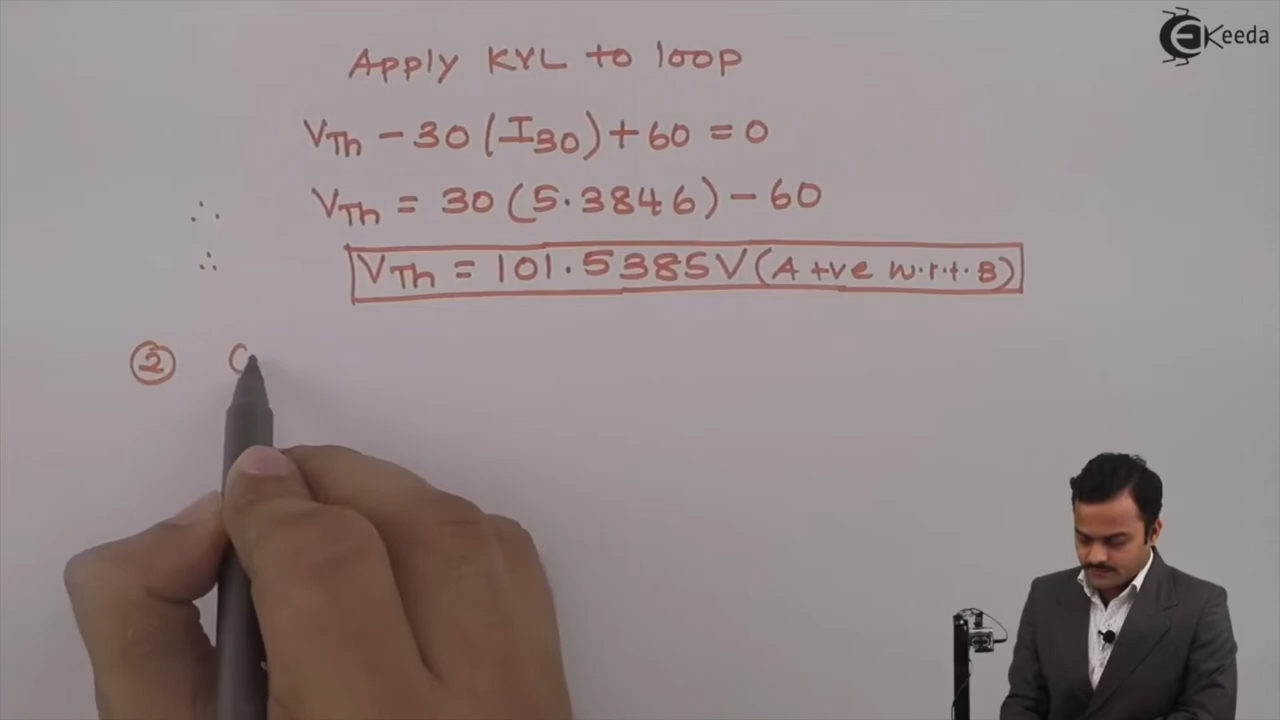 Keeda
Apply KVL to loop
VTh - 30 (I30) + 60 = 0
∴ VTh = 30 (5.3846) - 60
∴ VTh = 101.5385V (A +ve w.r.t. B)
② C